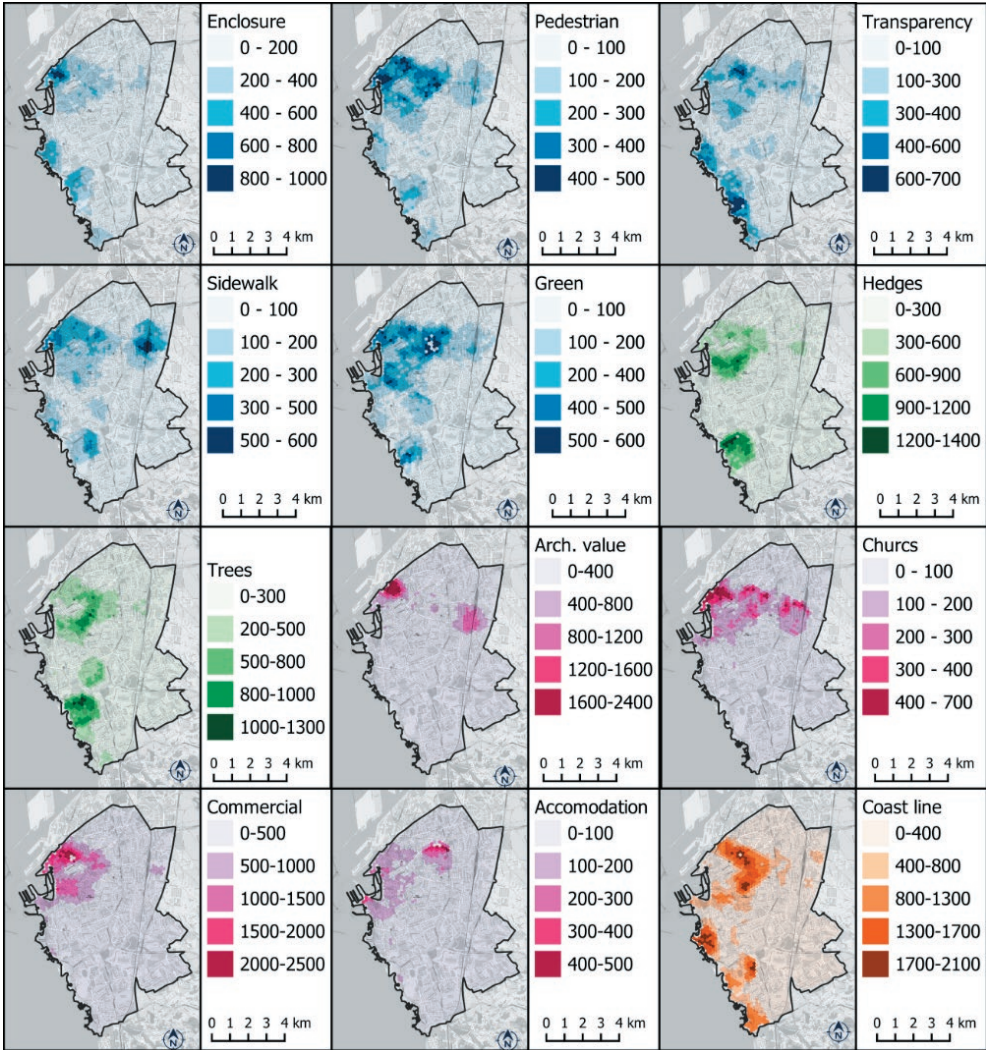 Enclosure
0 - 200
200 - 400
400 - 600
600 - 800
800 - 1000
0 1 2 3 4 km
N
Pedestrian
0 - 100
100 - 200
200 - 300
300 - 400
400 - 500
0 1 2 3 4 km
N
Transparency
0-100
100-300
300-400
400-600
600-700
0 1 2 3 4 km
N
Sidewalk
0 - 100
100 - 200
200 - 300
300 - 500
500 - 600
0 1 2 3 4 km
N
Green
0 - 100
100 - 200
200 - 400
400 - 500
500 - 600
0 1 2 3 4 km
N
Hedges
0-300
300-600
600-900
900-1200
1200-1400
0 1 2 3 4 km
N
Trees
0-300
200-500
500-800
800-1000
1000-1300
0 1 2 3 4 km
N
Arch. value
0-400
400-800
800-1200
1200-1600
1600-2400
0 1 2 3 4 km
N
Churcs
0 - 100
100 - 200
200 - 300
300 - 400
400 - 700
0 1 2 3 4 km
N
Commercial
0-500
500-1000
1000-1500
1500-2000
2000-2500
0 1 2 3 4 km
N
Accomodation
0-100
100-200
200-300
300-400
400-500
0 1 2 3 4 km
N
Coast line
0-400
400-800
800-1300
1300-1700
1700-2100
0 1 2 3 4 km
N